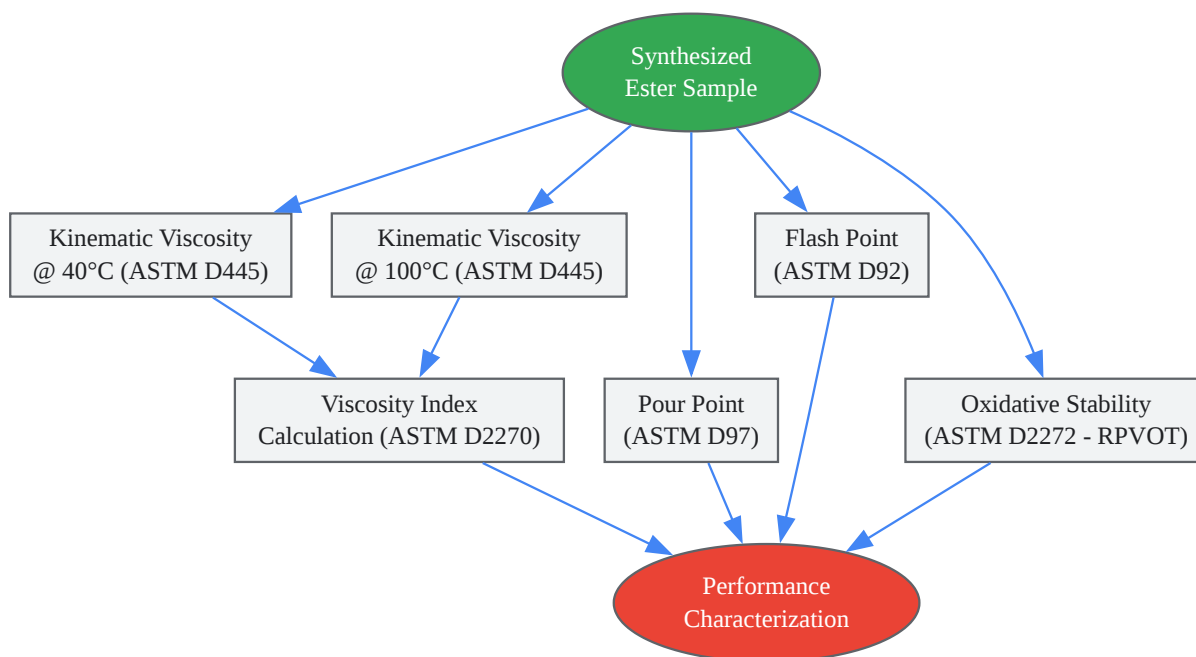 Synthesized
Ester Sample
Kinematic Viscosity
@ 40°C (ASTM D445)
Kinematic Viscosity
@ 100°C (ASTM D445)
Flash Point
(ASTM D92)
Viscosity Index
Calculation (ASTM D2270)
Pour Point
(ASTM D97)
Oxidative Stability
(ASTM D2272 - RPVOT)
Performance
Characterization